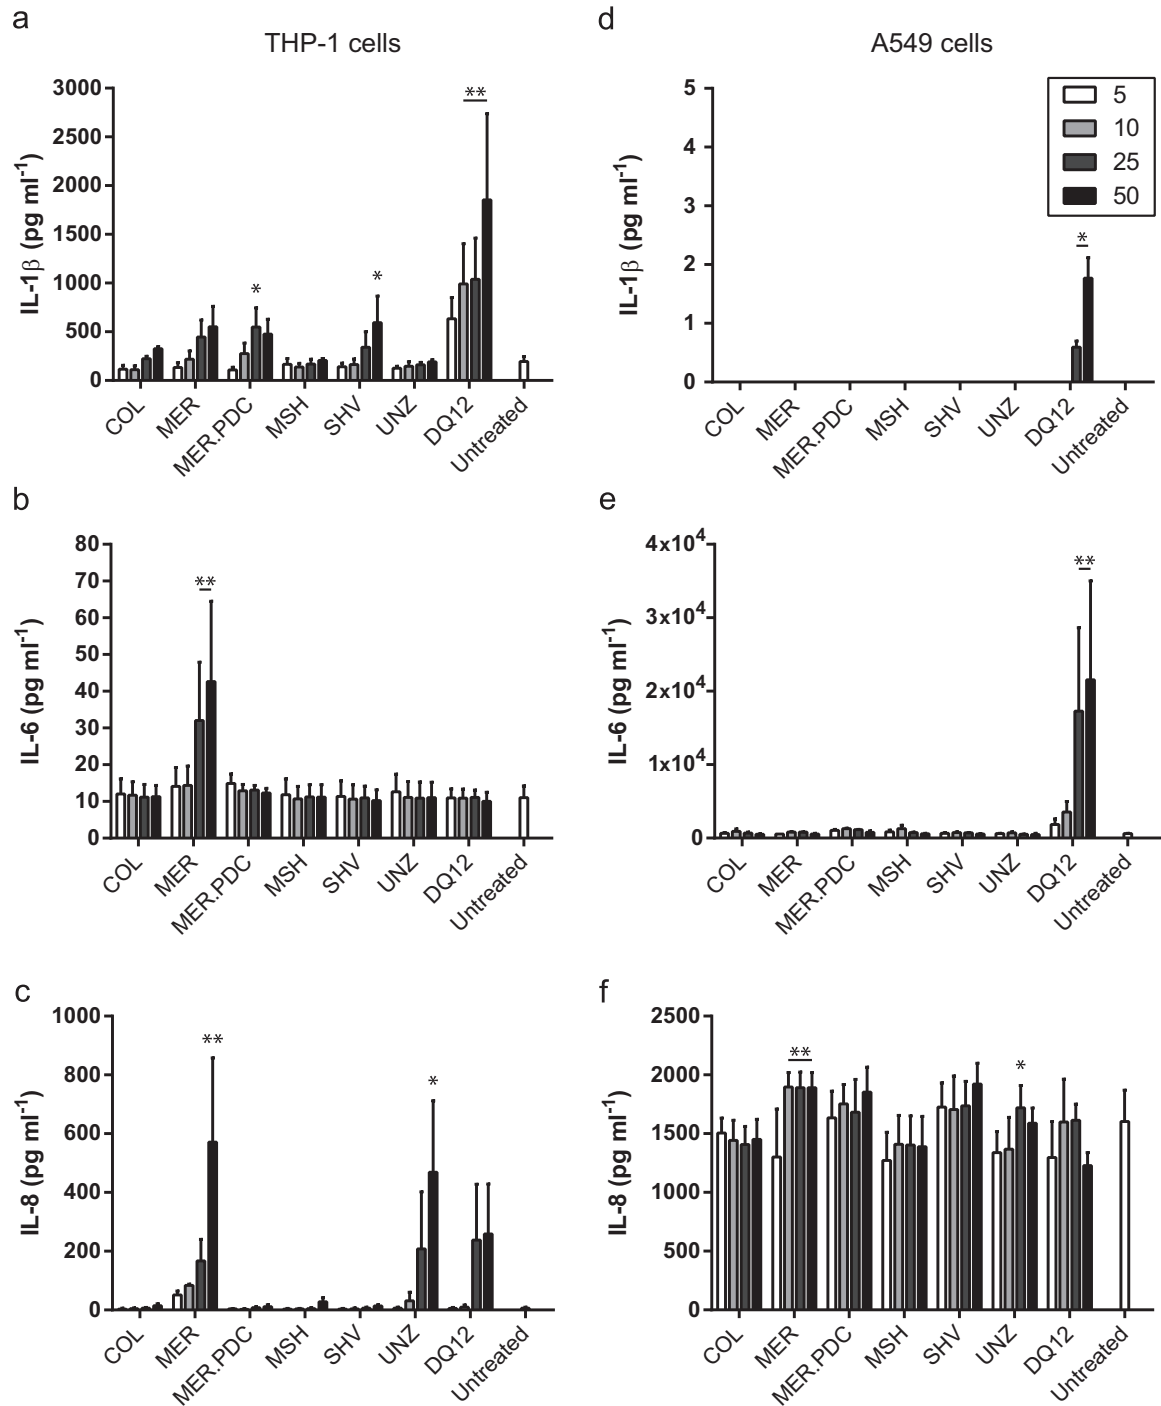 a
THP-1 cells
IL-1β (pg ml-1)
3000
2500
2000
1500
1000
500
0
*
*
**
COL
MER
MER.PDC
MSH
SHV
UNZ
DQ12
Untreated
d
A549 cells
IL-1β (pg ml-1)
5
4
3
2
1
0
5
10
25
50
*
COL
MER
MER.PDC
MSH
SHV
UNZ
DQ12
Untreated
b
IL-6 (pg ml-1)
80
70
60
50
40
30
20
10
0
**
COL
MER
MER.PDC
MSH
SHV
UNZ
DQ12
Untreated
e
IL-6 (pg ml-1)
4x10⁴
3x10⁴
2x10⁴
1x10⁴
0
**
COL
MER
MER.PDC
MSH
SHV
UNZ
DQ12
Untreated
c
IL-8 (pg ml-1)
1000
800
600
400
200
0
**
*
COL
MER
MER.PDC
MSH
SHV
UNZ
DQ12
Untreated
f
IL-8 (pg ml-1)
2500
2000
1500
1000
500
0
**
*
COL
MER
MER.PDC
MSH
SHV
UNZ
DQ12
Untreated